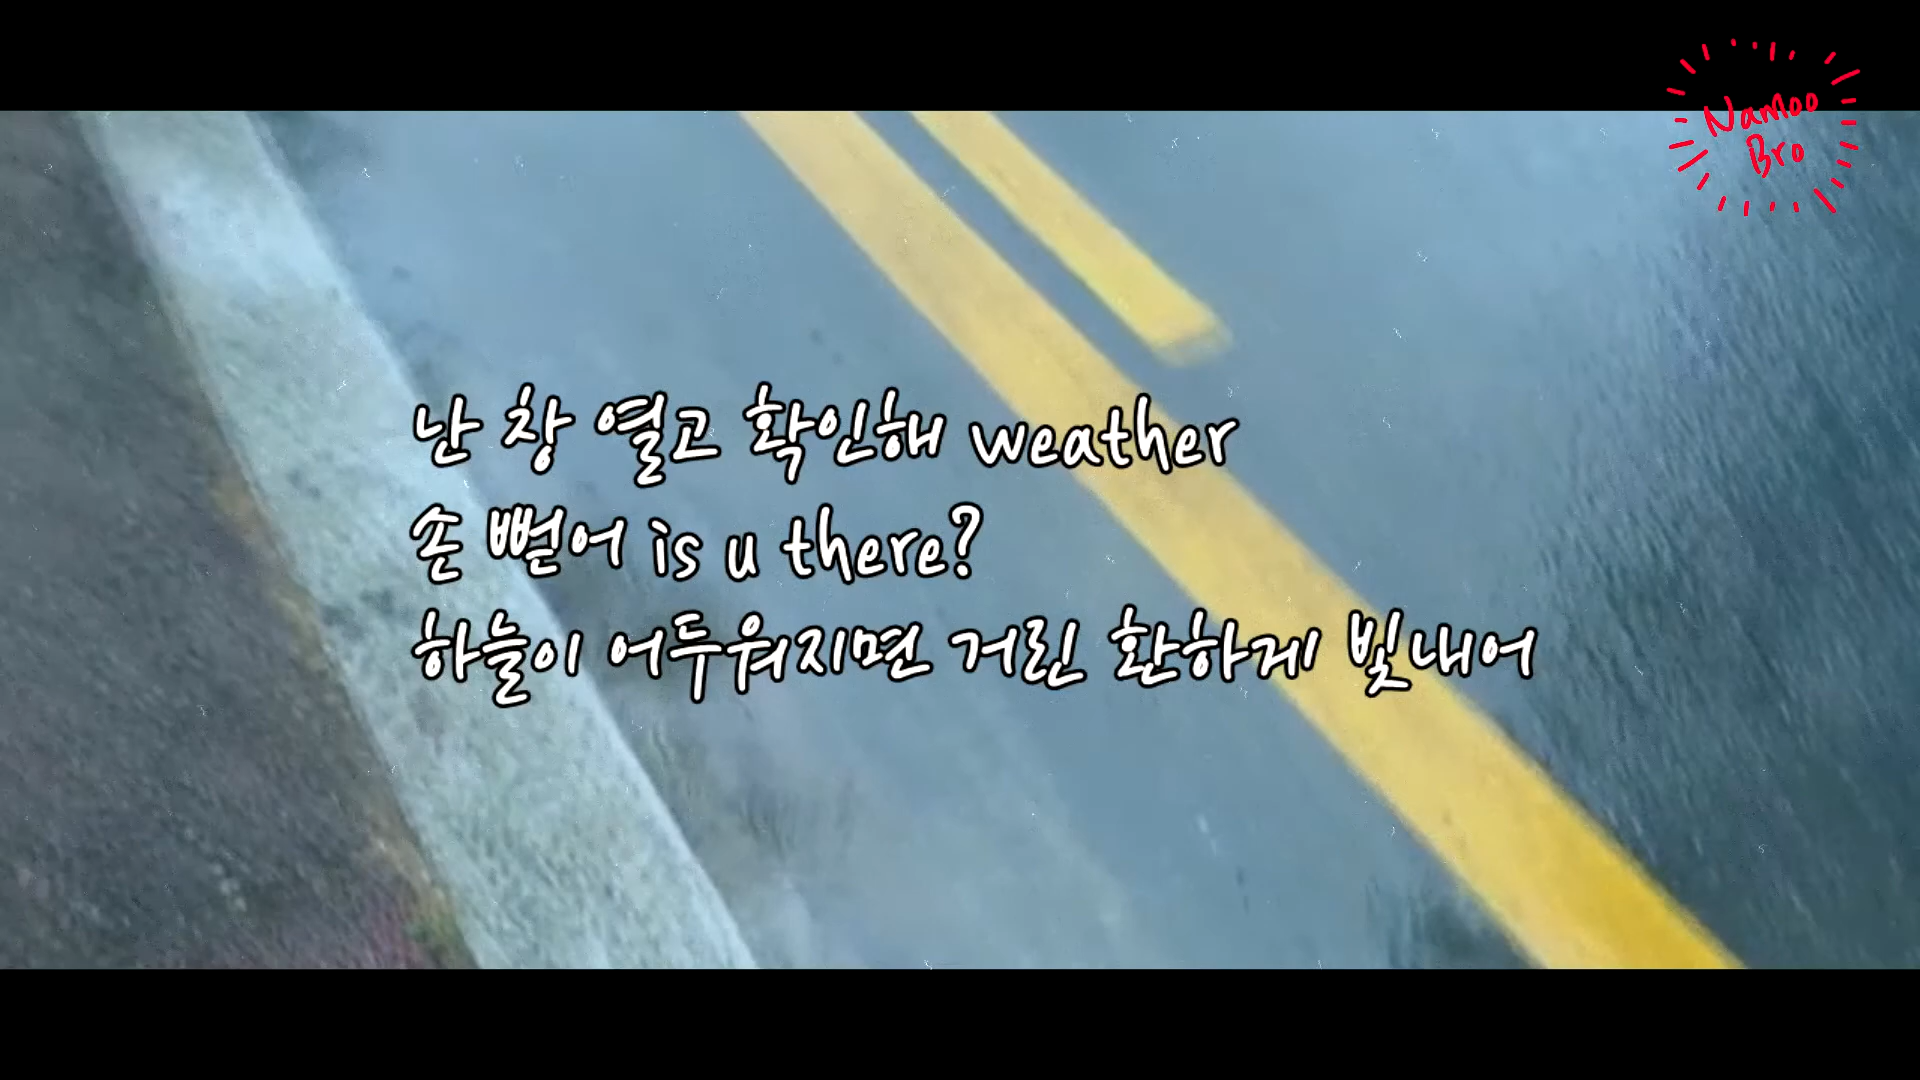 Namoo
Bro
난 창 열고 확인해 weather
손 뻗어 is u there?
하늘이 어두워지면 거린 환하게 빛내어